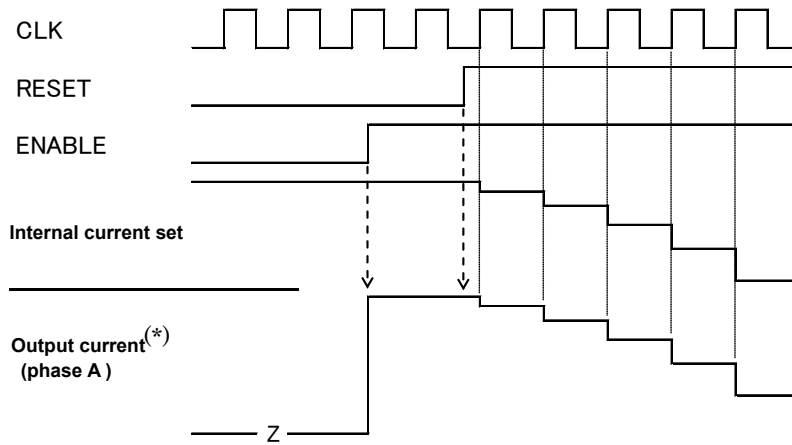 CLK
RESET
ENABLE
Internal current set
Output current(*)
(phase A )
Z